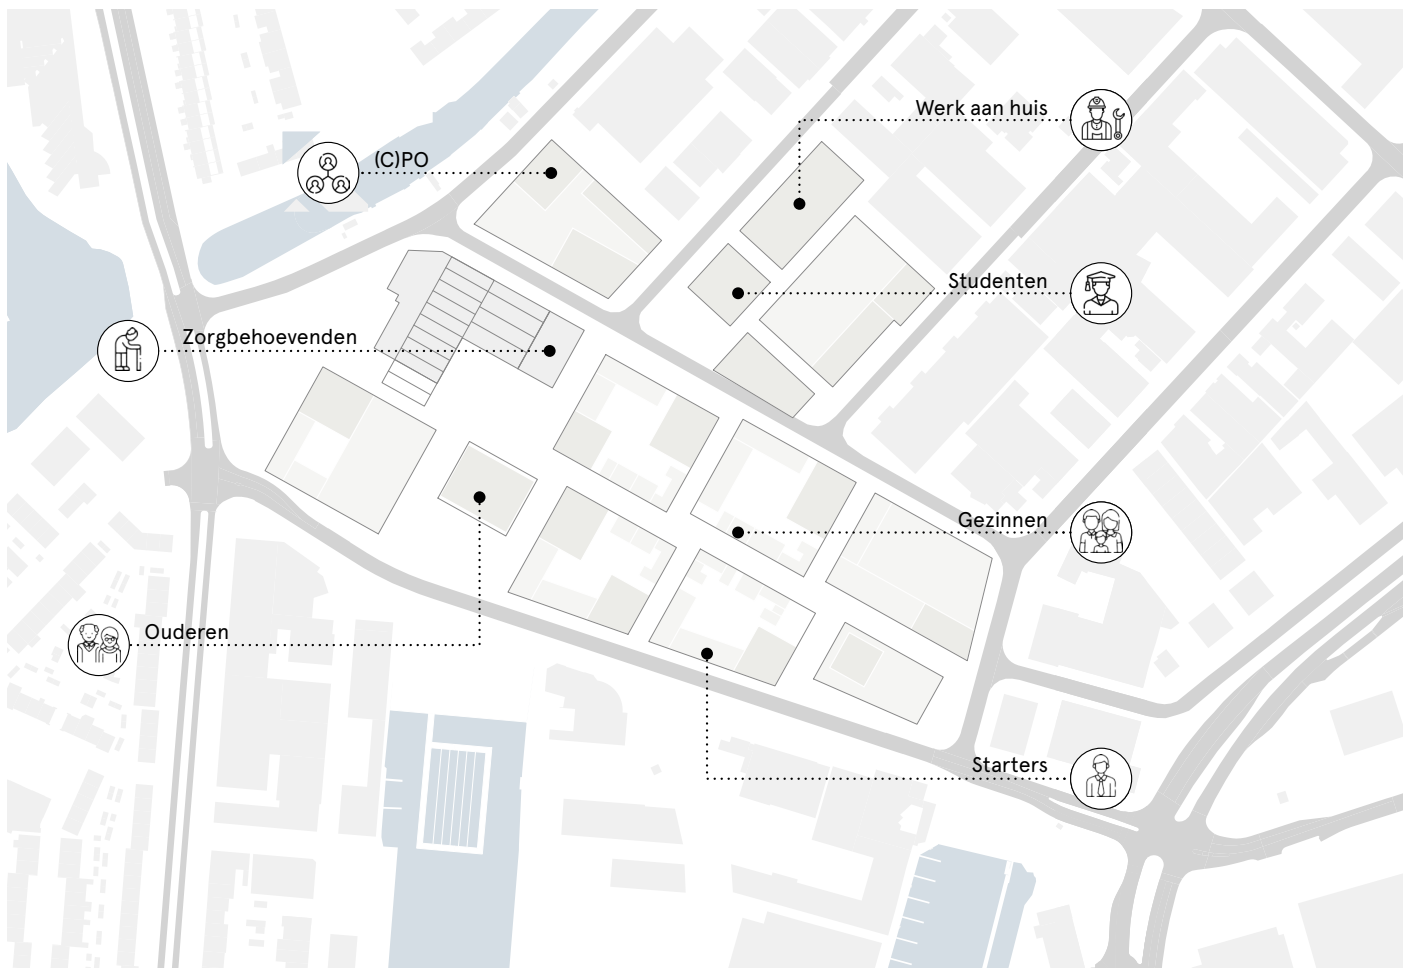 Werk aan huis
(C)PO
Studenten
Zorgbehoevenden
Gezinnen
Ouderen
Starters